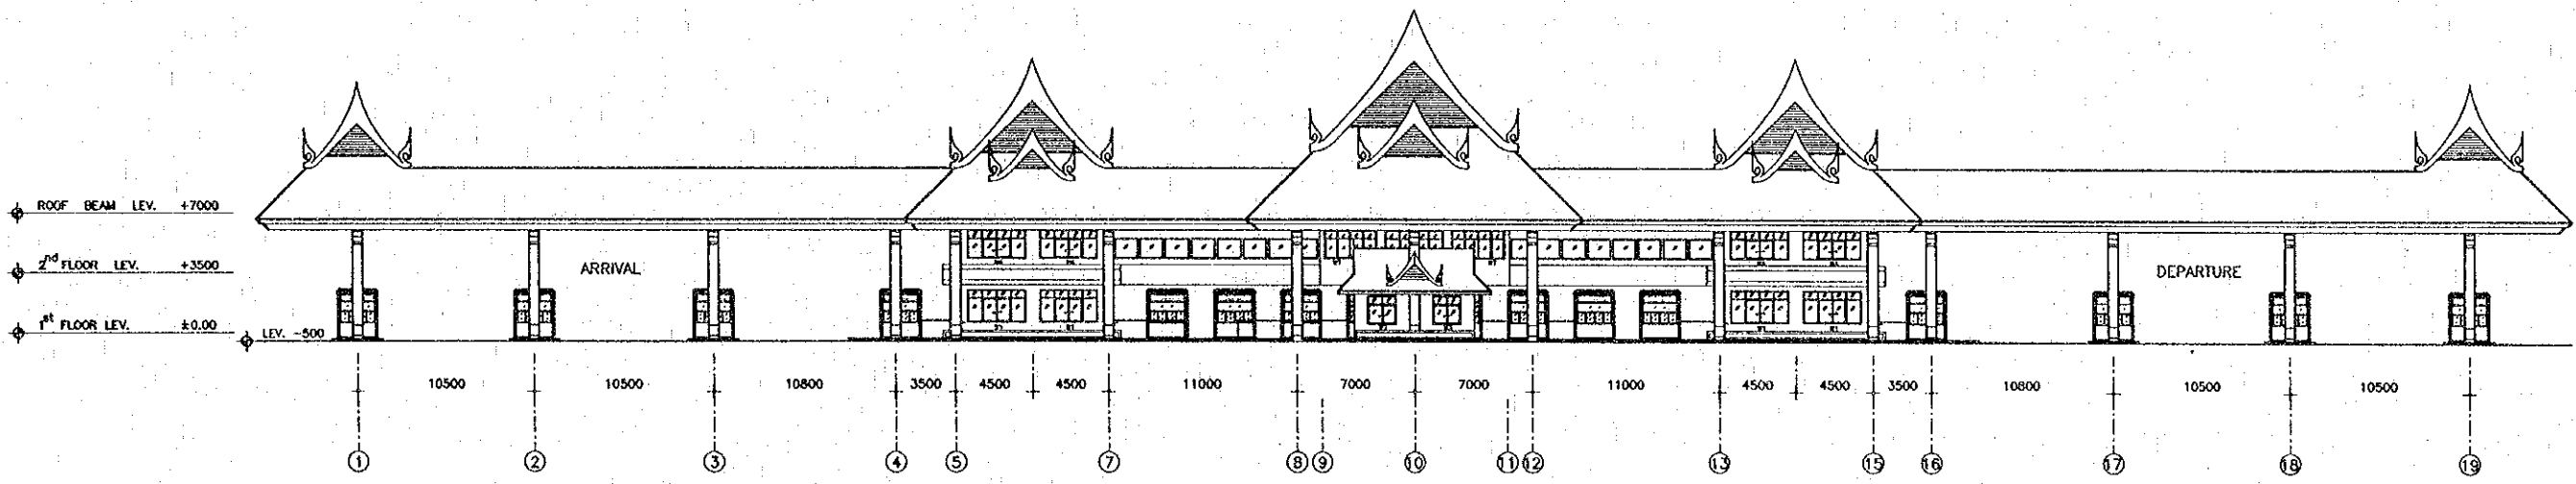 ROOF BEAM LEV. +7000
2nd FLOOR LEV. +3500
1st FLOOR LEV. ±0.00
LEV. -500
ARRIVAL
DEPARTURE
10500 10500 10800 3500 4500 4500 11000 7000 7000 11000 4500 4500 3500 10800 10500 10500
1 2 3 4 5 7 8 9 10 11 12 13 15 16 17 18 19